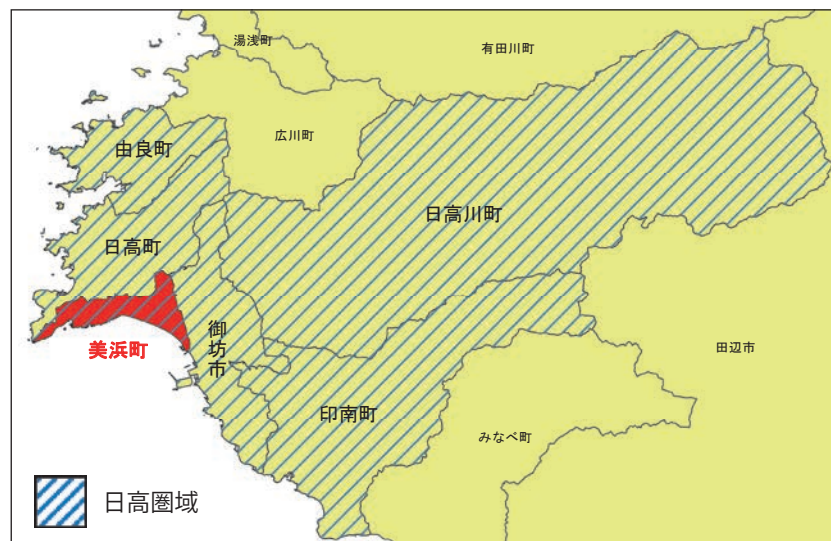 湯浅町
有田川町
広川町
由良町
日高川町
日高町
御坊市
美浜町
田辺市
印南町
みなべ町
日高圏域